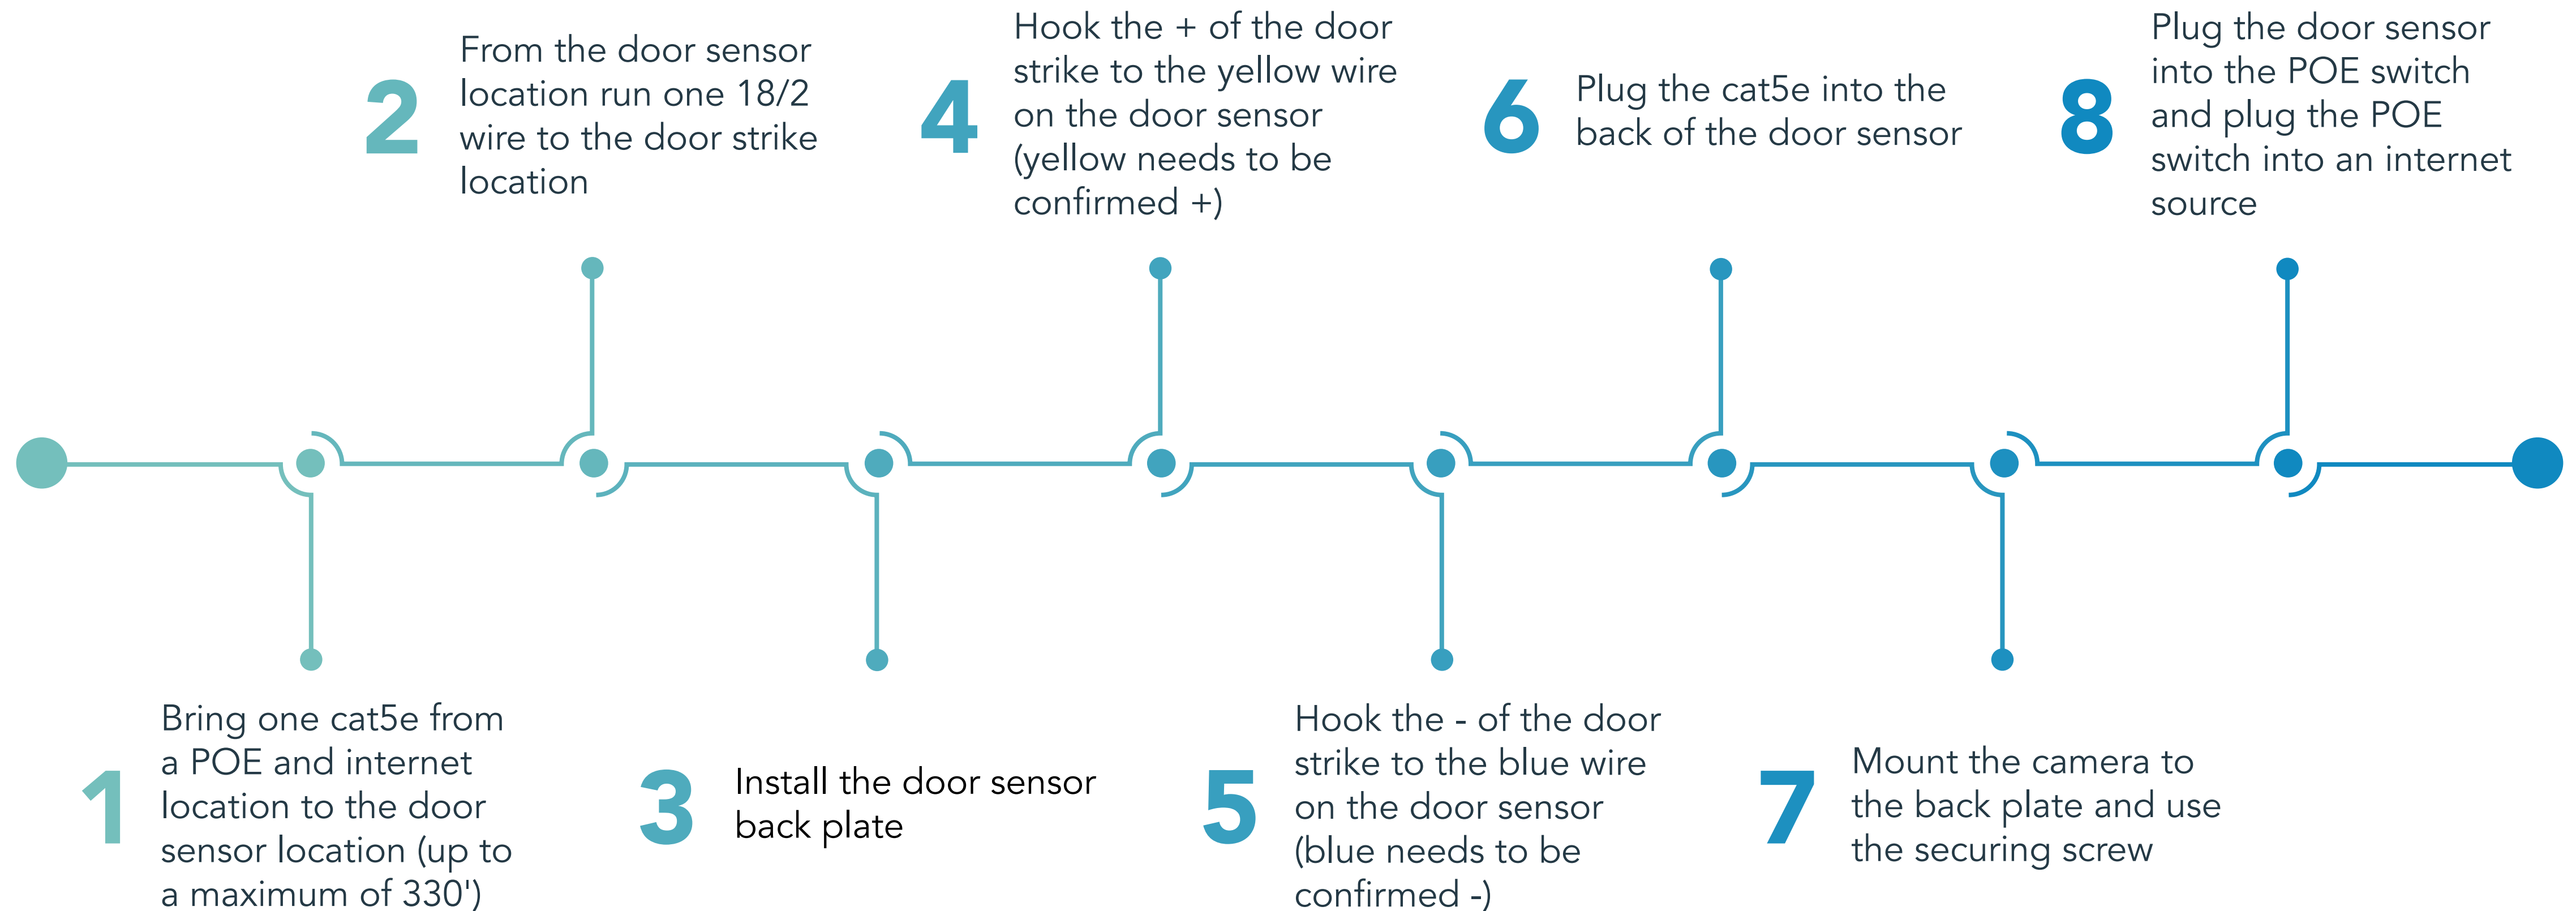 1
Bring one cat5e from
a POE and internet
location to the door
sensor location (up to
a maximum of 330')
2
From the door sensor
location run one 18/2
wire to the door strike
location
3
Install the door sensor
back plate
4
Hook the + of the door
strike to the yellow wire
on the door sensor
(yellow needs to be
confirmed +)
5
Hook the - of the door
strike to the blue wire
on the door sensor
(blue needs to be
confirmed -)
6
Plug the cat5e into the
back of the door sensor
7
Mount the camera to
the back plate and use
the securing screw
8
Plug the door sensor
into the POE switch
and plug the POE
switch into an internet
source